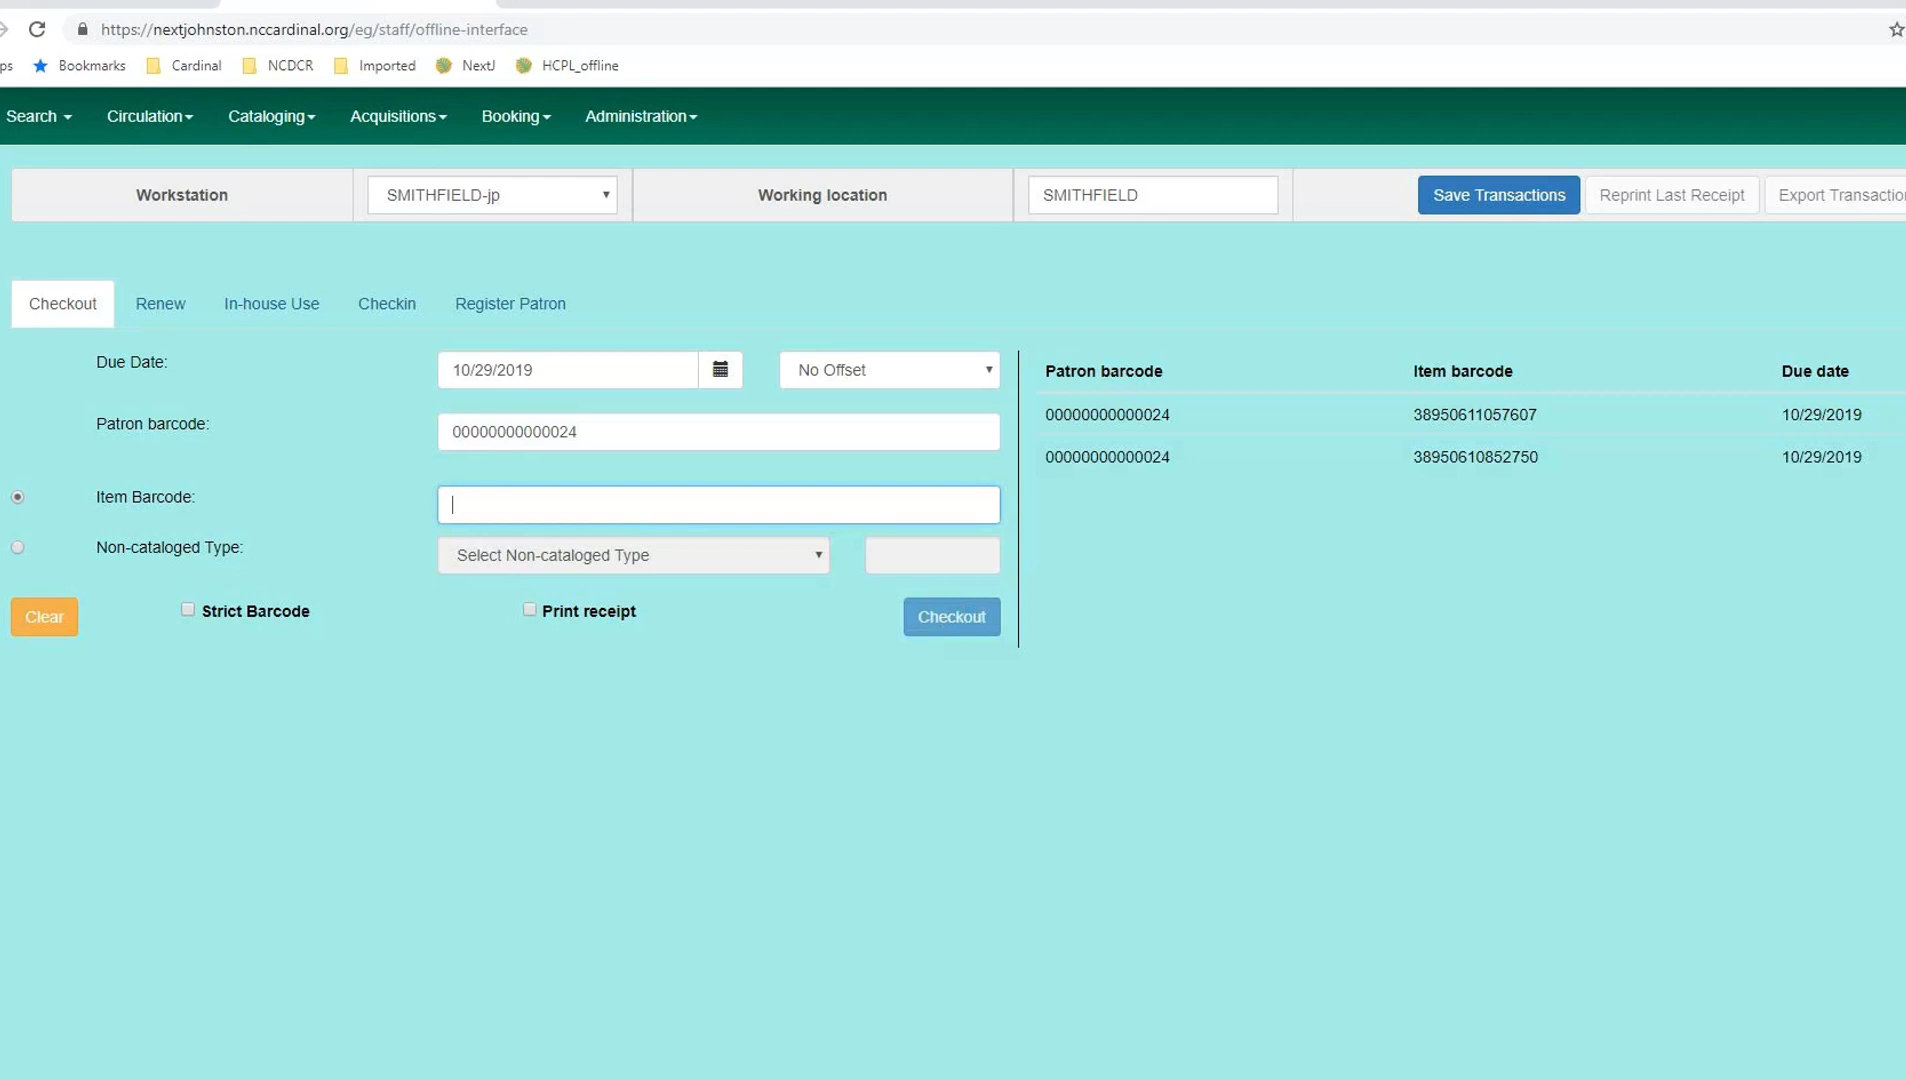 https://nextjohnston.nccardinal.org/eg/staff/offline-interface
ps Bookmarks Cardinal NCDCR Imported NextJ HCPL_offline
Search Circulation Cataloging Acquisitions Booking Administration
Workstation SMITHFIELD-jp Working location SMITHFIELD Save Transactions Reprint Last Receipt Export Transaction
Checkout Renew In-house Use Checkin Register Patron
Due Date: 10/29/2019 No Offset Patron barcode Item barcode Due date
00000000000024 38950611057607 10/29/2019
Patron barcode: 00000000000024
00000000000024 38950610852750 10/29/2019
Item Barcode:
Non-cataloged Type: Select Non-cataloged Type
Clear Strict Barcode Print receipt Checkout